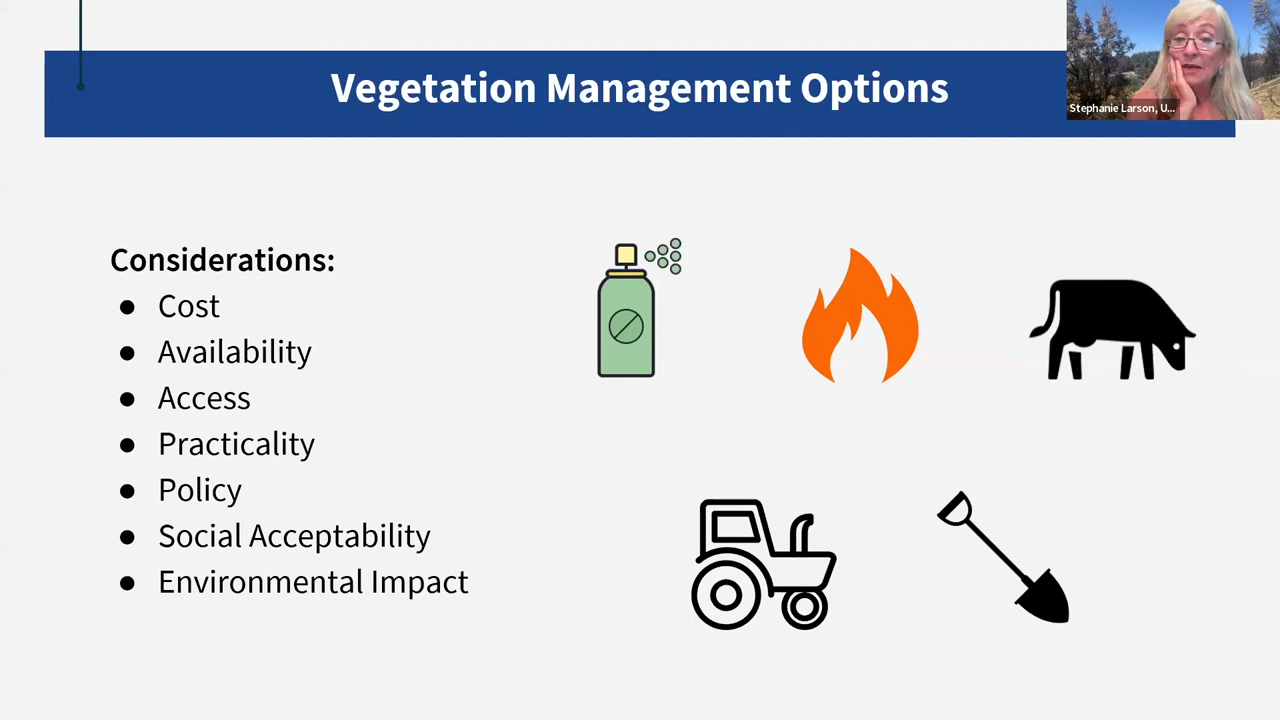 Vegetation Management Options
Stephanie Larson, U...
Considerations:
● Cost
● Availability
● Access
● Practicality
● Policy
● Social Acceptability
● Environmental Impact